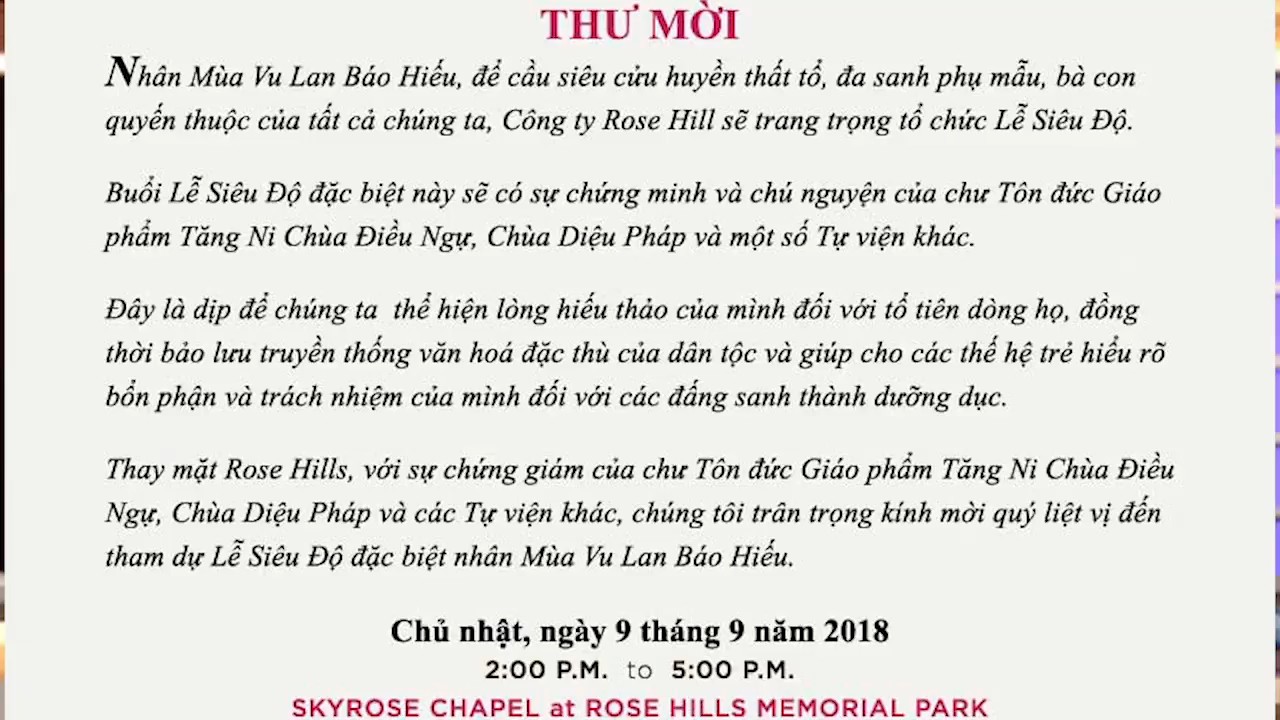 THƯ MỜI
Nhân Mùa Vu Lan Báo Hiếu, để cầu siêu cửu huyền thất tổ, đa sanh phụ mẫu, bà con
quyến thuộc của tất cả chúng ta, Công ty Rose Hill sẽ trang trọng tổ chức Lễ Siêu Độ.
Buổi Lễ Siêu Độ đặc biệt này sẽ có sự chứng minh và chú nguyện của chư Tôn đức Giáo
phẩm Tăng Ni Chùa Điều Ngự, Chùa Diệu Pháp và một số Tự viện khác.
Đây là dịp để chúng ta thể hiện lòng hiếu thảo của mình đối với tổ tiên dòng họ, đồng
thời bảo lưu truyền thống văn hoá đặc thù của dân tộc và giúp cho các thế hệ trẻ hiểu rõ
bổn phận và trách nhiệm của mình đối với các đấng sanh thành dưỡng dục.
Thay mặt Rose Hills, với sự chứng giám của chư Tôn đức Giáo phẩm Tăng Ni Chùa Điều
Ngự, Chùa Diệu Pháp và các Tự viện khác, chúng tôi trân trọng kính mời quý liệt vị đến
tham dự Lễ Siêu Độ đặc biệt nhân Mùa Vu Lan Báo Hiếu.
Chủ nhật, ngày 9 tháng 9 năm 2018
2:00 P.M. to 5:00 P.M.
SKYROSE CHAPEL at ROSE HILLS MEMORIAL PARK